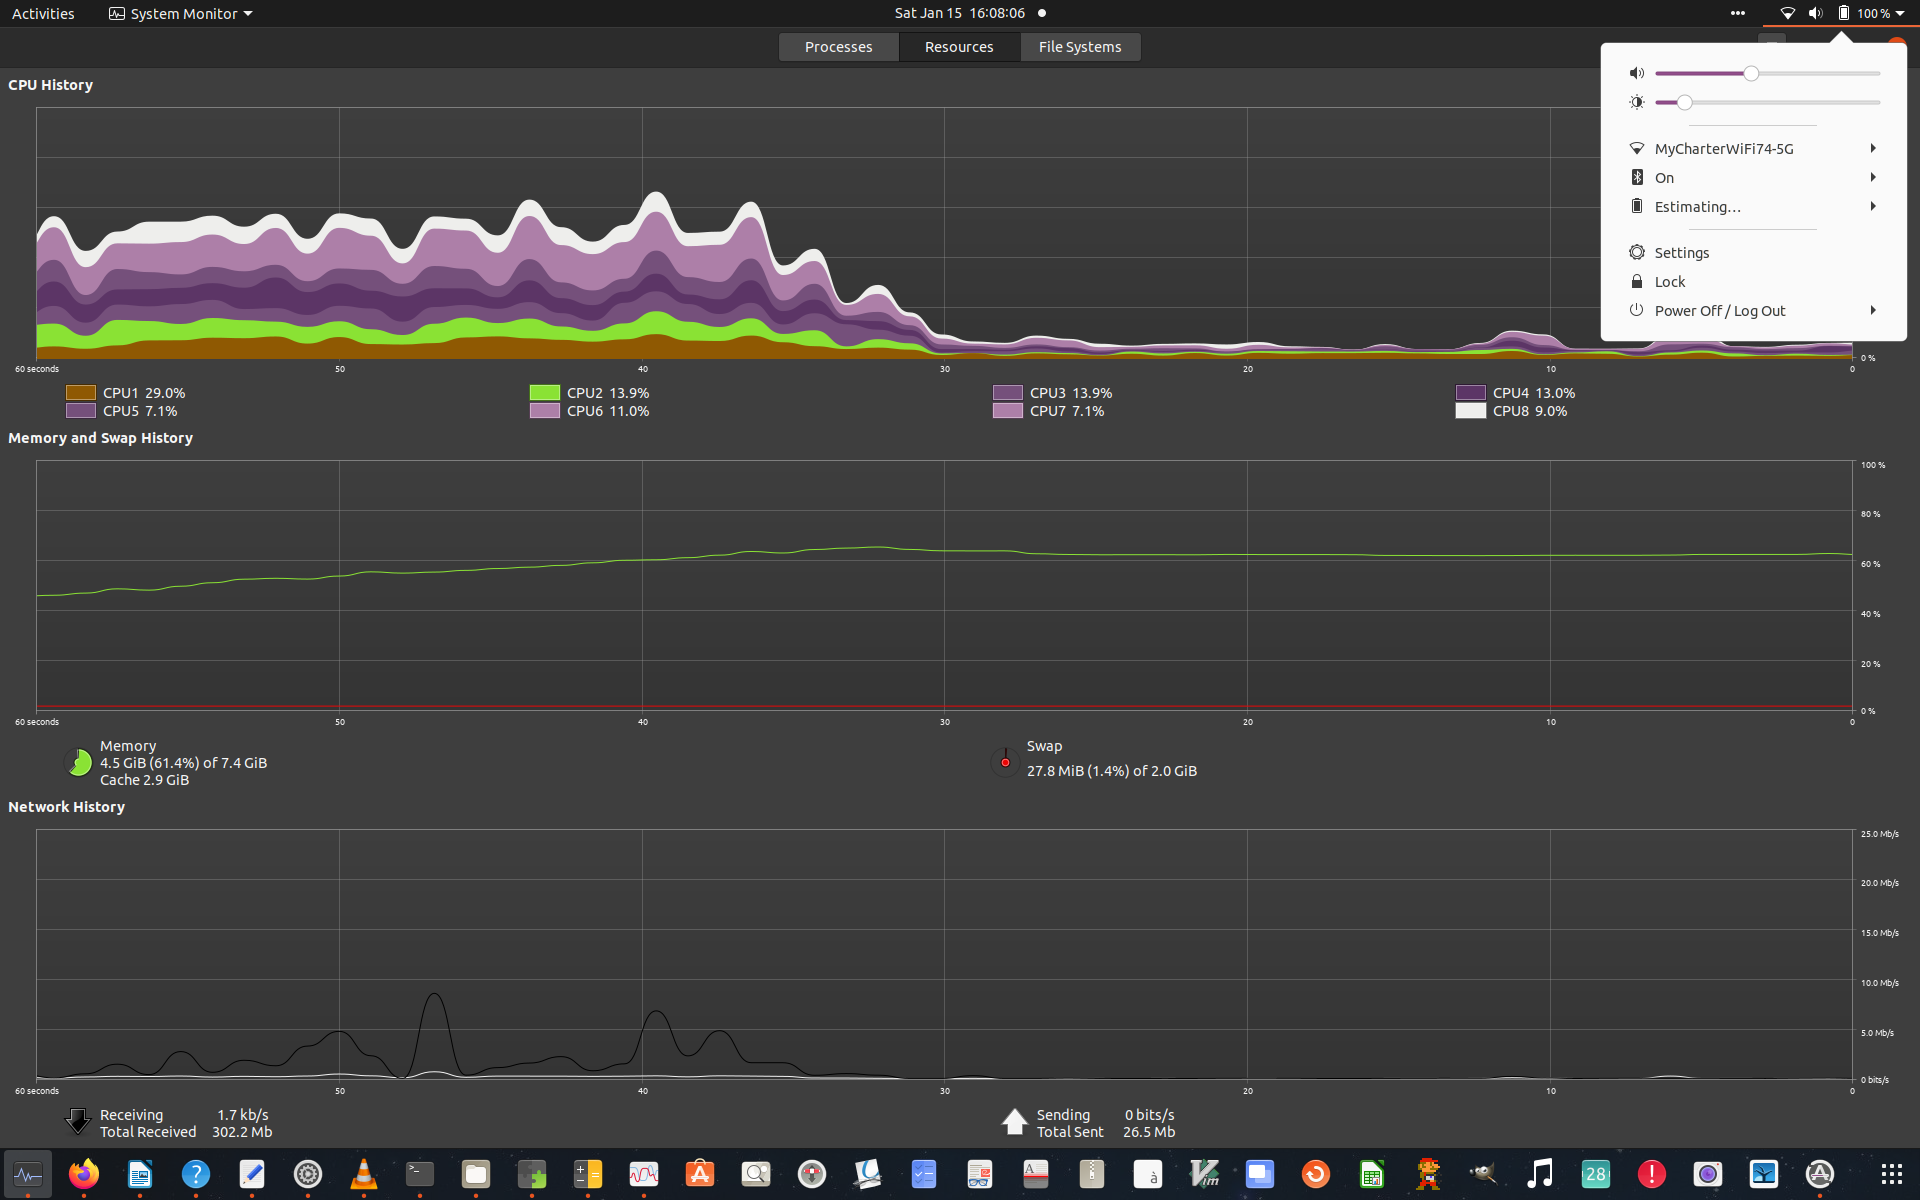 Activities
System Monitor
Sat Jan 15 16:08:06
100 %
Processes
Resources
File Systems
MyCharterWiFi74-5G
On
Estimating…
Settings
Lock
Power Off / Log Out
CPU History
0 %
60 seconds
50
40
30
20
10
0
CPU1 29.0%
CPU2 13.9%
CPU3 13.9%
CPU4 13.0%
CPU5 7.1%
CPU6 11.0%
CPU7 7.1%
CPU8 9.0%
Memory and Swap History
100 %
80 %
60 %
40 %
20 %
0 %
60 seconds
50
40
30
20
10
0
Memory
4.5 GiB (61.4%) of 7.4 GiB
Cache 2.9 GiB
Swap
27.8 MiB (1.4%) of 2.0 GiB
Network History
25.0 Mb/s
20.0 Mb/s
15.0 Mb/s
10.0 Mb/s
5.0 Mb/s
0 bits/s
60 seconds
50
40
30
20
10
0
Receiving 1.7 kb/s
Total Received 302.2 Mb
Sending 0 bits/s
Total Sent 26.5 Mb
?
>_
A
à
Vim
28
!